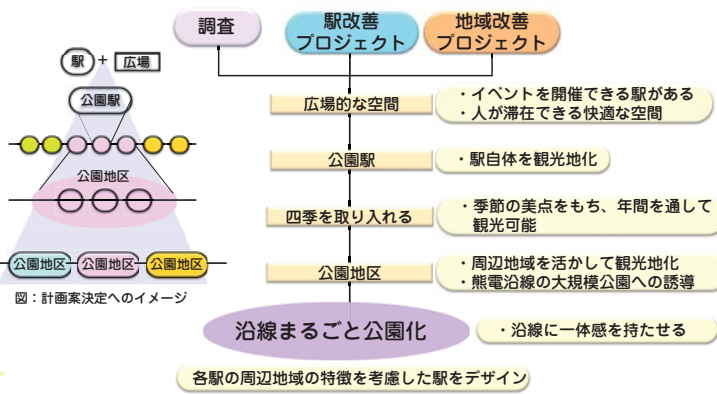 調査
駅改善
プロジェクト
地域改善
プロジェクト
駅+広場
公園駅
公園地区
公園地区 公園地区 公園地区
図：計画案決定へのイメージ
広場的な空間
・イベントを開催できる駅がある
・人が滞在できる快適な空間
公園駅
・駅自体を観光地化
四季を取り入れる
・季節の美点をもち、年間を通して
観光可能
公園地区
・周辺地域を活かして観光地化
・熊電沿線の大規模公園への誘導
沿線まるごと公園化
・沿線に一体感を持たせる
各駅の周辺地域の特徴を考慮した駅をデザイン